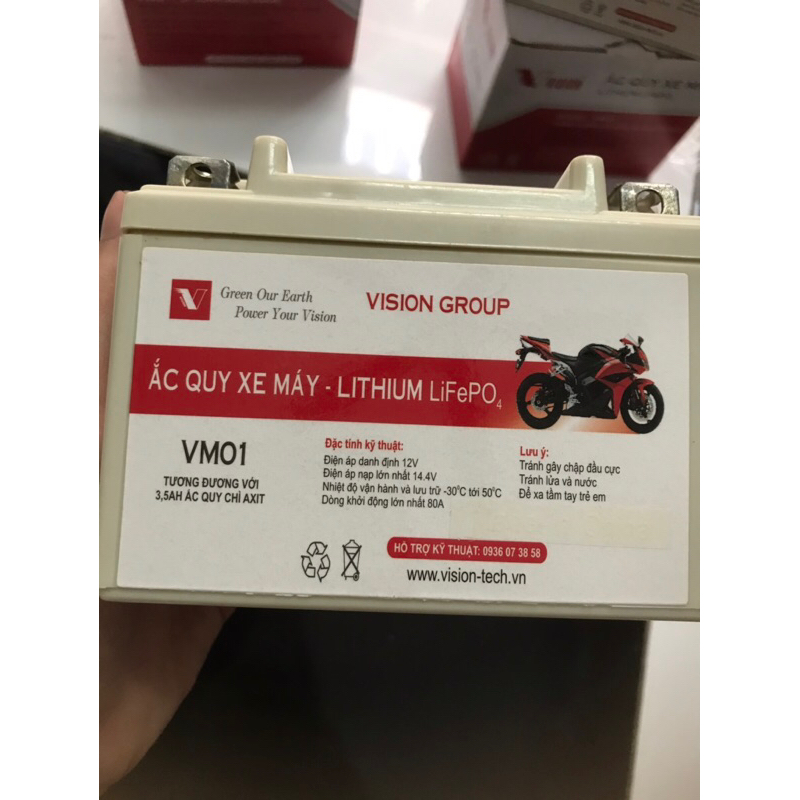 ẮC QUY XE MÁY
V
Green Our Earth
Power Your Vision
VISION GROUP
ẮC QUY XE MÁY - LITHIUM LiFePO4
VM01
TƯƠNG ĐƯƠNG VỚI
3,5AH ẮC QUY CHÌ AXIT
Đặc tính kỹ thuật:
Điện áp danh định 12V
Điện áp nạp lớn nhất 14.4V
Nhiệt độ vận hành và lưu trữ -30°C tới 50°C
Dòng khởi động lớn nhất 80A
Lưu ý:
Tránh gây chập đầu cực
Tránh lửa và nước
Để xa tầm tay trẻ em
HỖ TRỢ KỸ THUẬT: 0936 07 38 58
www.vision-tech.vn